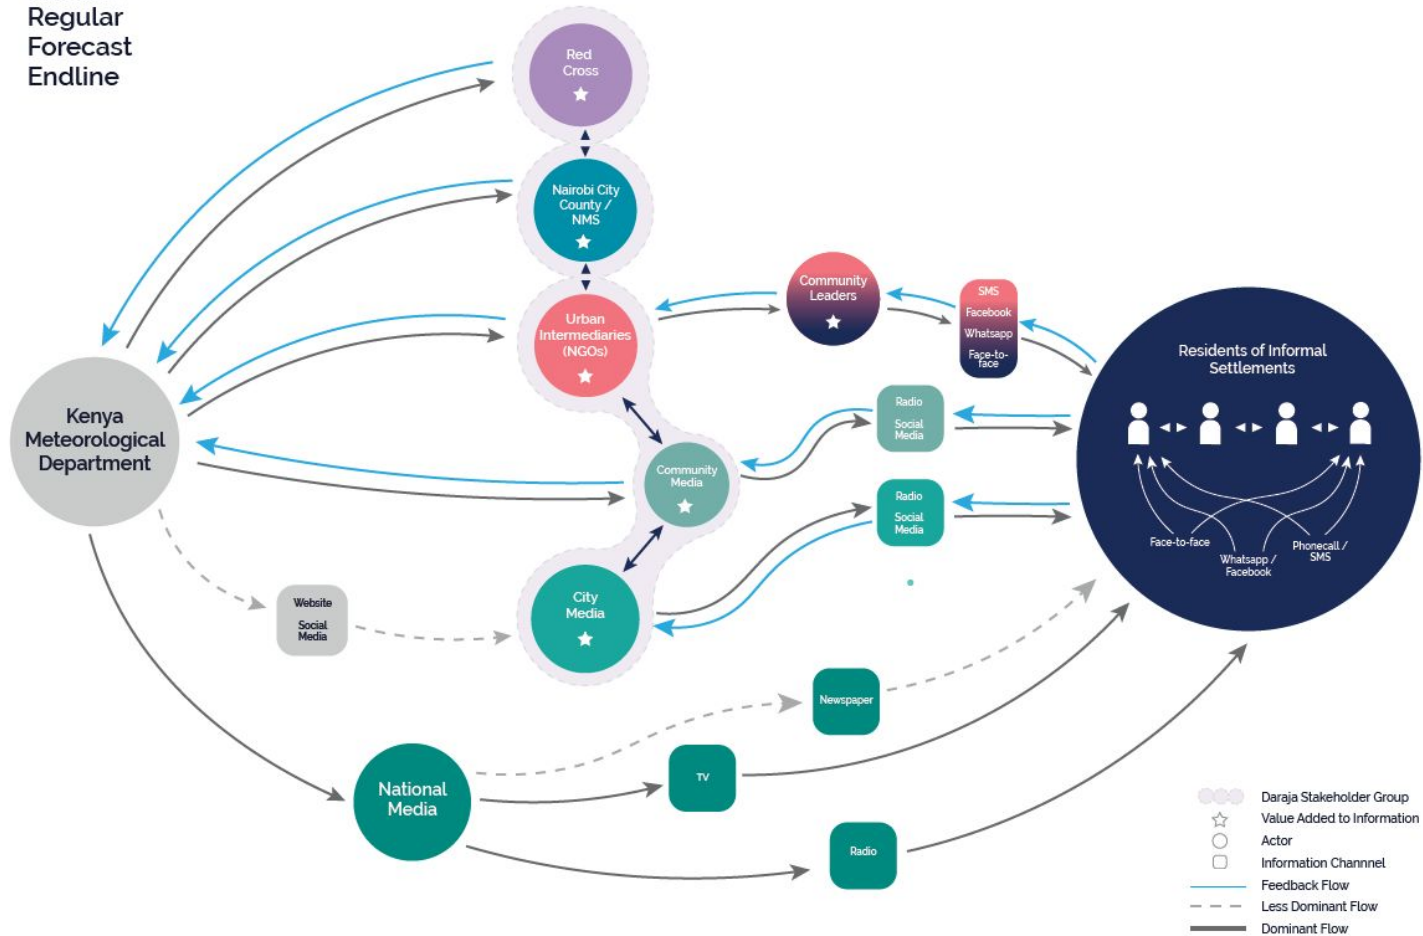 Regular
Forecast
Endline
Red
Cross
Nairobi City
County /
NMS
Urban
Intermediaries
(NGOs)
Community
Leaders
SMS
Facebook
Whatsapp
Face-to-
face
Residents of Informal
Settlements
Kenya
Meteorological
Department
Radio
Social
Media
Community
Media
Radio
Social
Media
Face-to-face
Whatsapp /
Facebook
Phonecall /
SMS
Website
Social
Media
City
Media
Newspaper
TV
National
Media
Radio
Daraja Stakeholder Group
Value Added to Information
Actor
Information Channnel
Feedback Flow
Less Dominant Flow
Dominant Flow